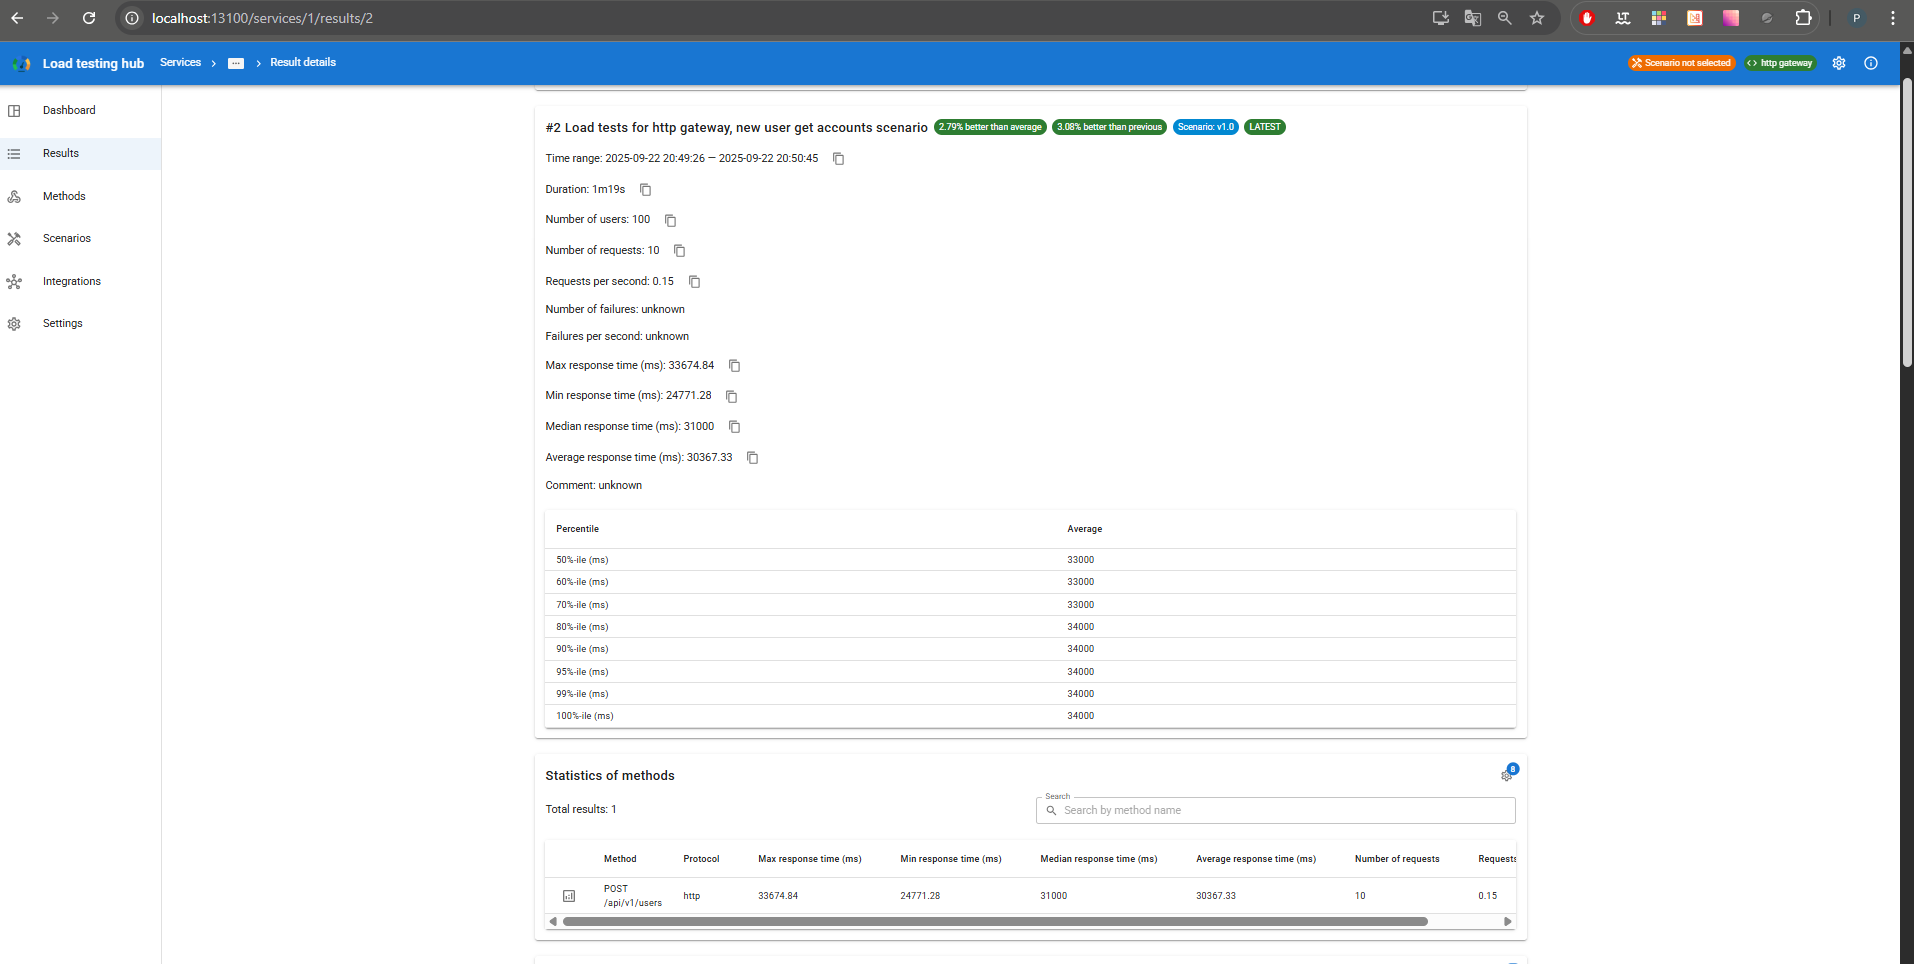 localhost:13100/services/1/results/2
Load testing hub
Services
Result details
Scenario not selected
http gateway
Dashboard
Results
Methods
Scenarios
Integrations
Settings
#2 Load tests for http gateway, new user get accounts scenario
2.79% better than average
3.08% better than previous
Scenario: v1.0
LATEST
Time range: 2025-09-22 20:49:26 — 2025-09-22 20:50:45
Duration: 1m19s
Number of users: 100
Number of requests: 10
Requests per second: 0.15
Number of failures: unknown
Failures per second: unknown
Max response time (ms): 33674.84
Min response time (ms): 24771.28
Median response time (ms): 31000
Average response time (ms): 30367.33
Comment: unknown
Percentile Average
50%-ile (ms) 33000
60%-ile (ms) 33000
70%-ile (ms) 33000
80%-ile (ms) 34000
90%-ile (ms) 34000
95%-ile (ms) 34000
99%-ile (ms) 34000
100%-ile (ms) 34000
Statistics of methods
8
Total results: 1
Search
Search by method name
Method Protocol Max response time (ms) Min response time (ms) Median response time (ms) Average response time (ms) Number of requests Requests
POST
/api/v1/users http 33674.84 24771.28 31000 30367.33 10 0.15
P
LT